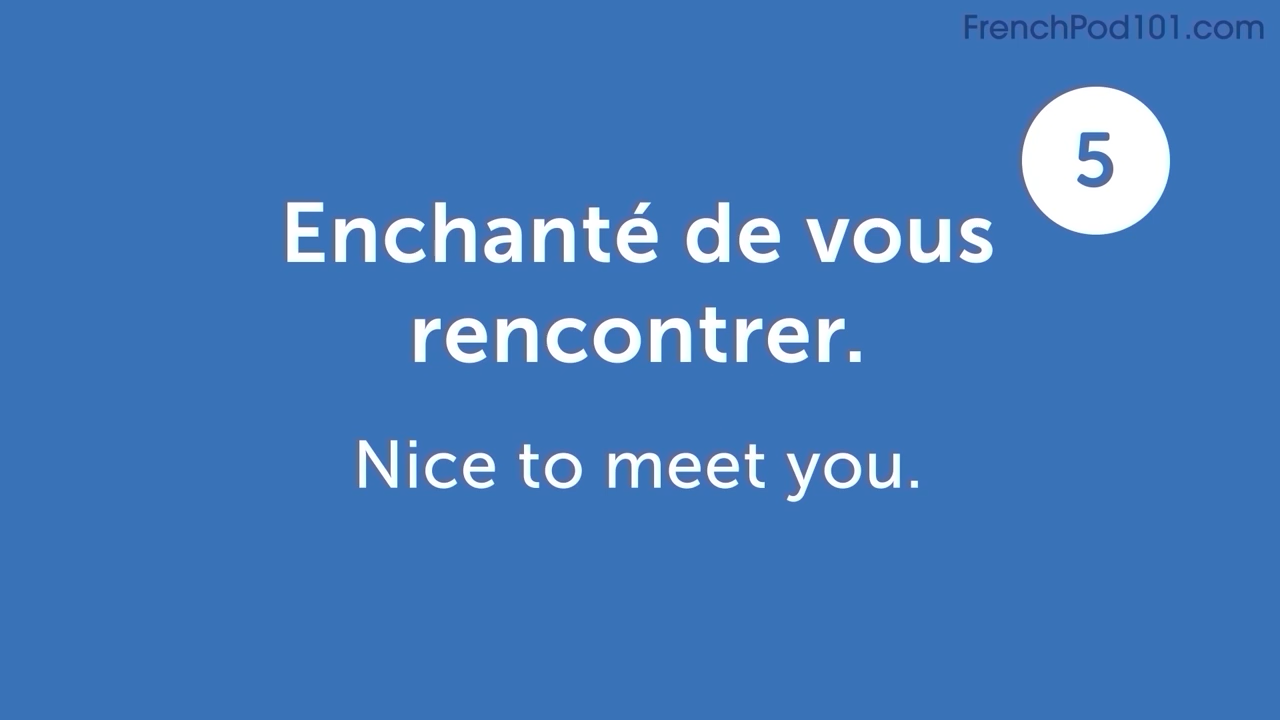 FrenchPod101.com
5
Enchanté de vous
rencontrer.
Nice to meet you.